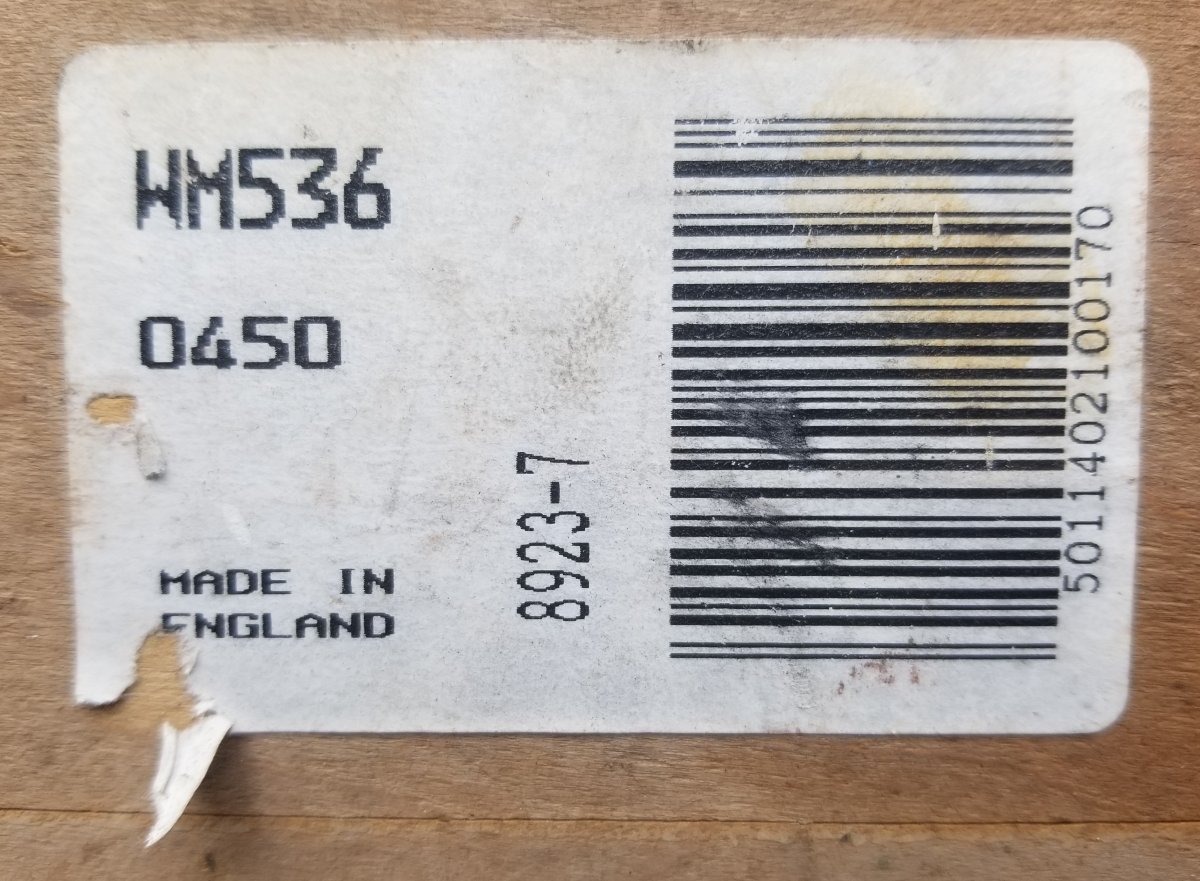 WM536
0450
MADE IN
ENGLAND
8923-7
5011402100170